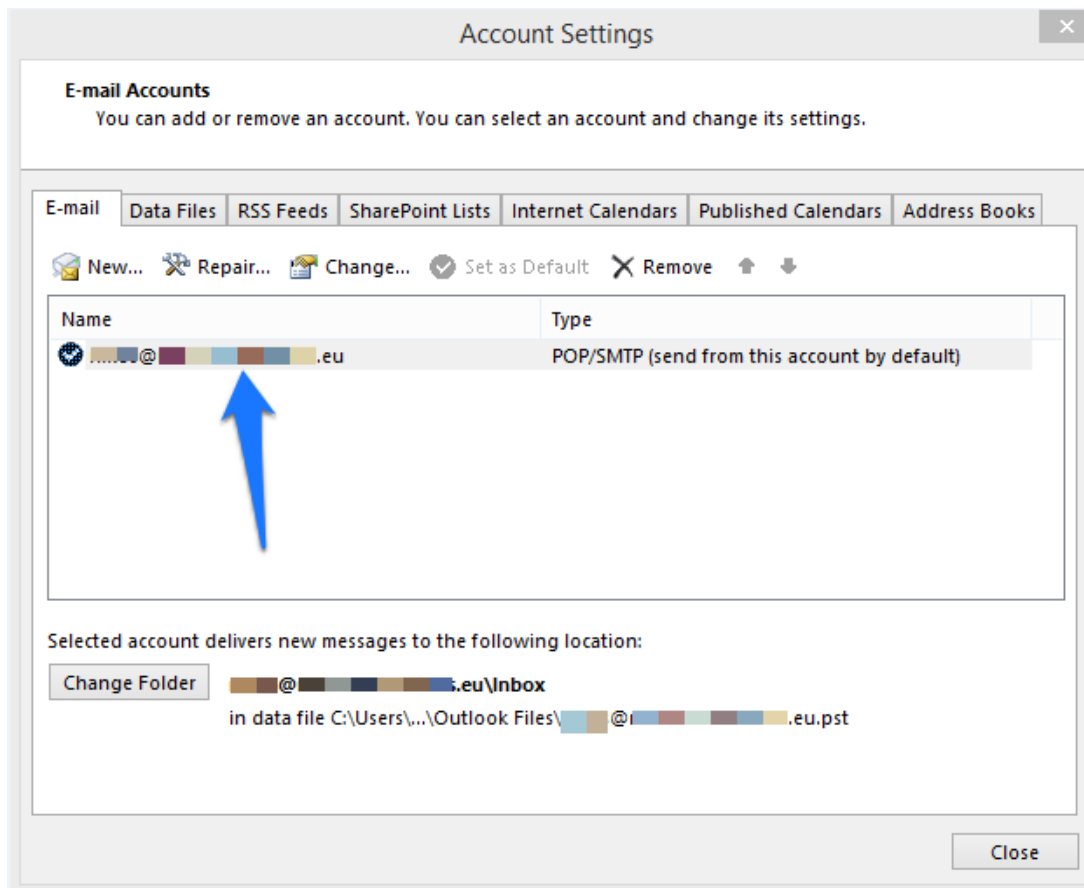 Account Settings
E-mail Accounts
You can add or remove an account. You can select an account and change its settings.
E-mail Data Files RSS Feeds SharePoint Lists Internet Calendars Published Calendars Address Books
New... Repair... Change... Set as Default Remove
Name Type
@ .eu POP/SMTP (send from this account by default)
Selected account delivers new messages to the following location:
Change Folder @ .eu\Inbox
in data file C:\Users\...\Outlook Files\ @ .eu.pst
Close